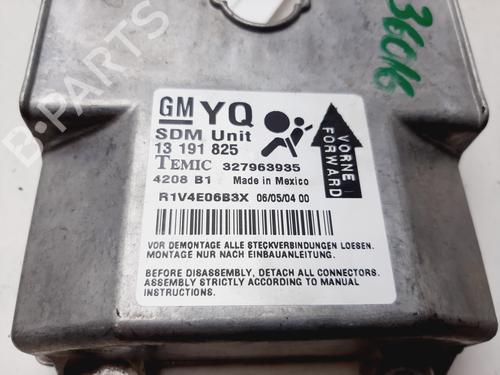 36016
GM YQ
SDM Unit
13 191 825
TEMIC 327963935
4208 B1 Made in Mexico
R1V4E06B3X 06/05/04 00
VORNE
FORWARD
VOR DEMONTAGE ALLE STECKVERBINDUNGEN LOESEN.
MONTAGE NUR NACH EINBAUANLEITUNG.
BEFORE DISASSEMBLY, DETACH ALL CONNECTORS.
ASSEMBLY STRICTLY ACCORDING TO MANUAL
INSTRUCTIONS.
B-PARTS